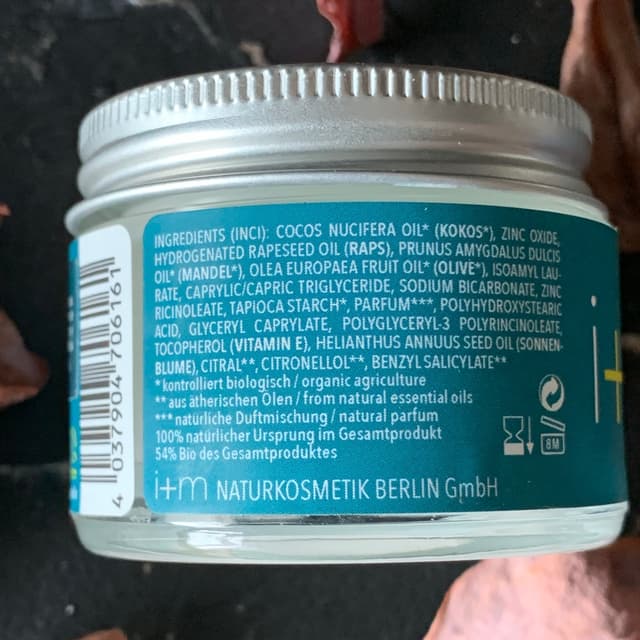 INGREDIENTS (INCI): COCOS NUCIFERA OIL* (KOKOS*), ZINC OXIDE,
HYDROGENATED RAPESEED OIL (RAPS), PRUNUS AMYGDALUS DULCIS
OIL* (MANDEL*), OLEA EUROPAEA FRUIT OIL* (OLIVE*), ISOAMYL LAU-
RATE, CAPRYLIC/CAPRIC TRIGLYCERIDE, SODIUM BICARBONATE, ZINC
RICINOLEATE, TAPIOCA STARCH*, PARFUM***, POLYHYDROXYSTEARIC
ACID, GLYCERYL CAPRYLATE, POLYGLYCERYL-3 POLYRINCINOLEATE,
TOCOPHEROL (VITAMIN E), HELIANTHUS ANNUUS SEED OIL (SONNEN-
BLUME), CITRAL**, CITRONELLOL**, BENZYL SALICYLATE**
* kontrolliert biologisch / organic agriculture
** aus ätherischen Ölen / from natural essential oils
*** natürliche Duftmischung / natural parfum
100% natürlicher Ursprung im Gesamtprodukt
54% Bio des Gesamtproduktes
i+m NATURKOSMETIK BERLIN GmbH
8M
4 037904 706161
i+